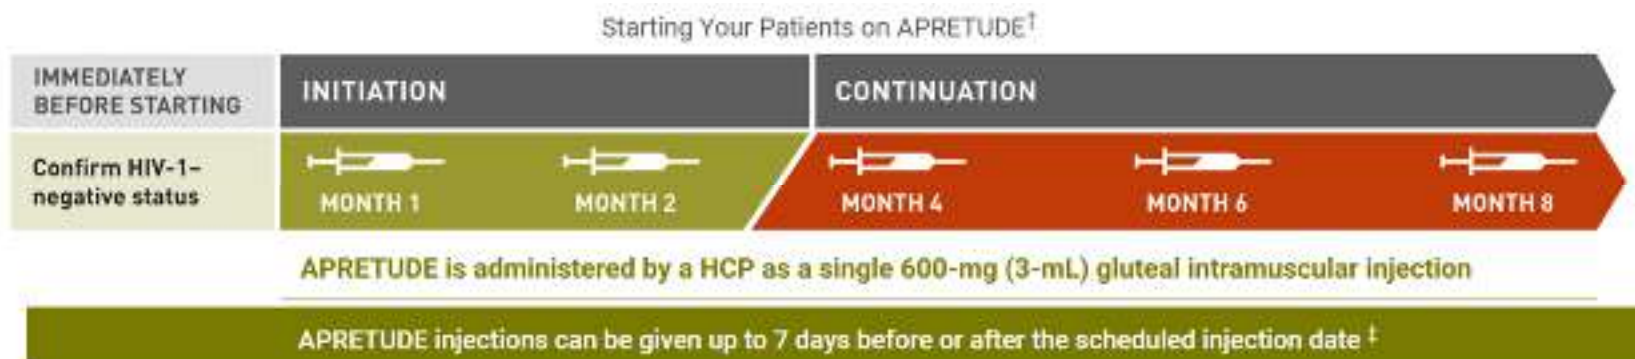 Starting Your Patients on APRETUDE†
IMMEDIATELY
BEFORE STARTING
INITIATION
CONTINUATION
Confirm HIV-1–
negative status
MONTH 1
MONTH 2
MONTH 4
MONTH 6
MONTH 8
APRETUDE is administered by a HCP as a single 600-mg (3-mL) gluteal intramuscular injection
APRETUDE injections can be given up to 7 days before or after the scheduled injection date ‡